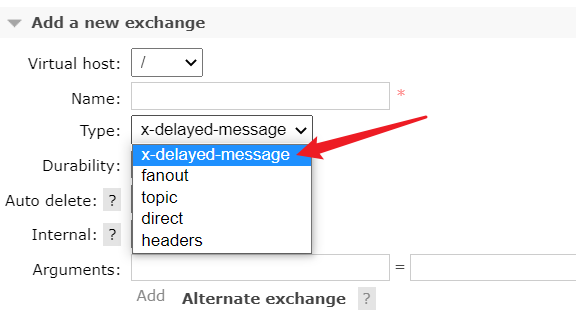 Add a new exchange
Virtual host: /
Name: *
Type: x-delayed-message
x-delayed-message
Durability:
fanout
Auto delete: ?
topic
direct
Internal: ?
headers
Arguments: =
Add Alternate exchange ?